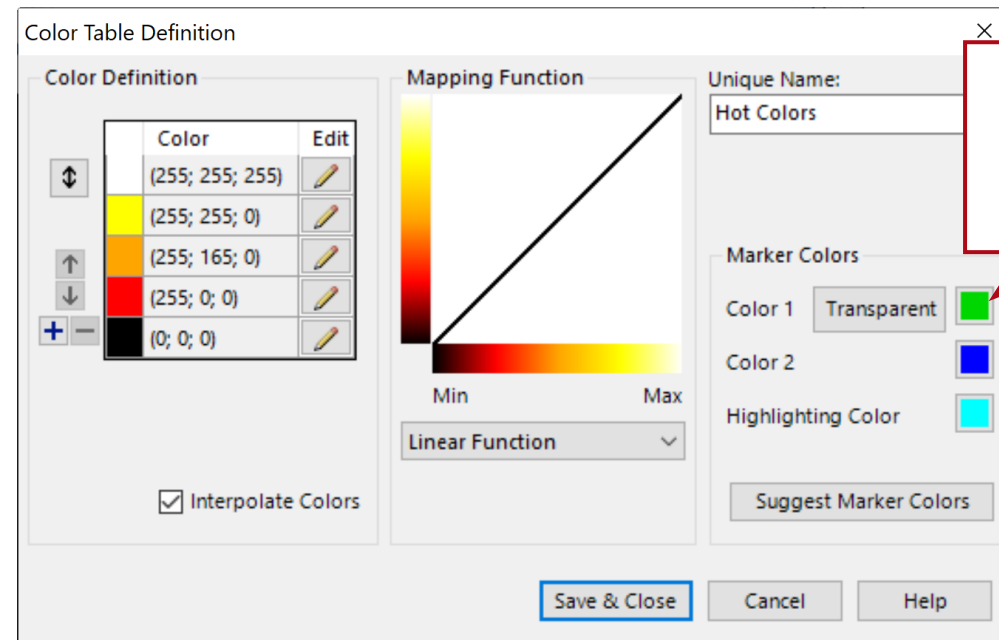 Color Table Definition
Color Definition
Color Edit
(255; 255; 255)
(255; 255; 0)
(255; 165; 0)
(255; 0; 0)
(0; 0; 0)
Interpolate Colors
Mapping Function
Min Max
Linear Function
Unique Name:
Hot Colors
Marker Colors
Color 1 Transparent
Color 2
Highlighting Color
Suggest Marker Colors
Save & Close Cancel Help